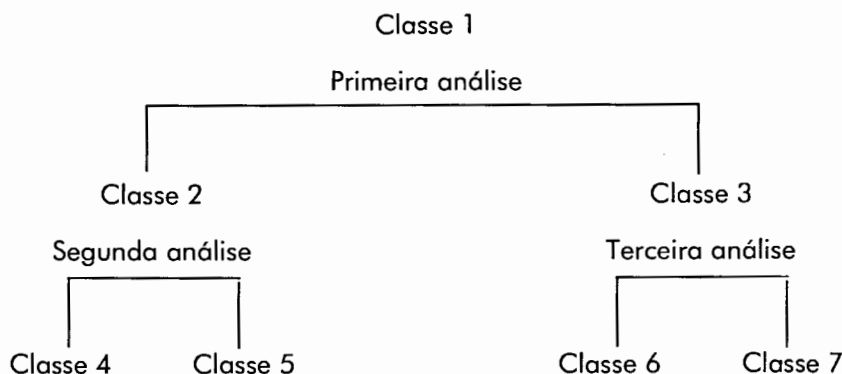 Classe 1
Primeira análise
Classe 2 Classe 3
Segunda análise Terceira análise
Classe 4 Classe 5 Classe 6 Classe 7